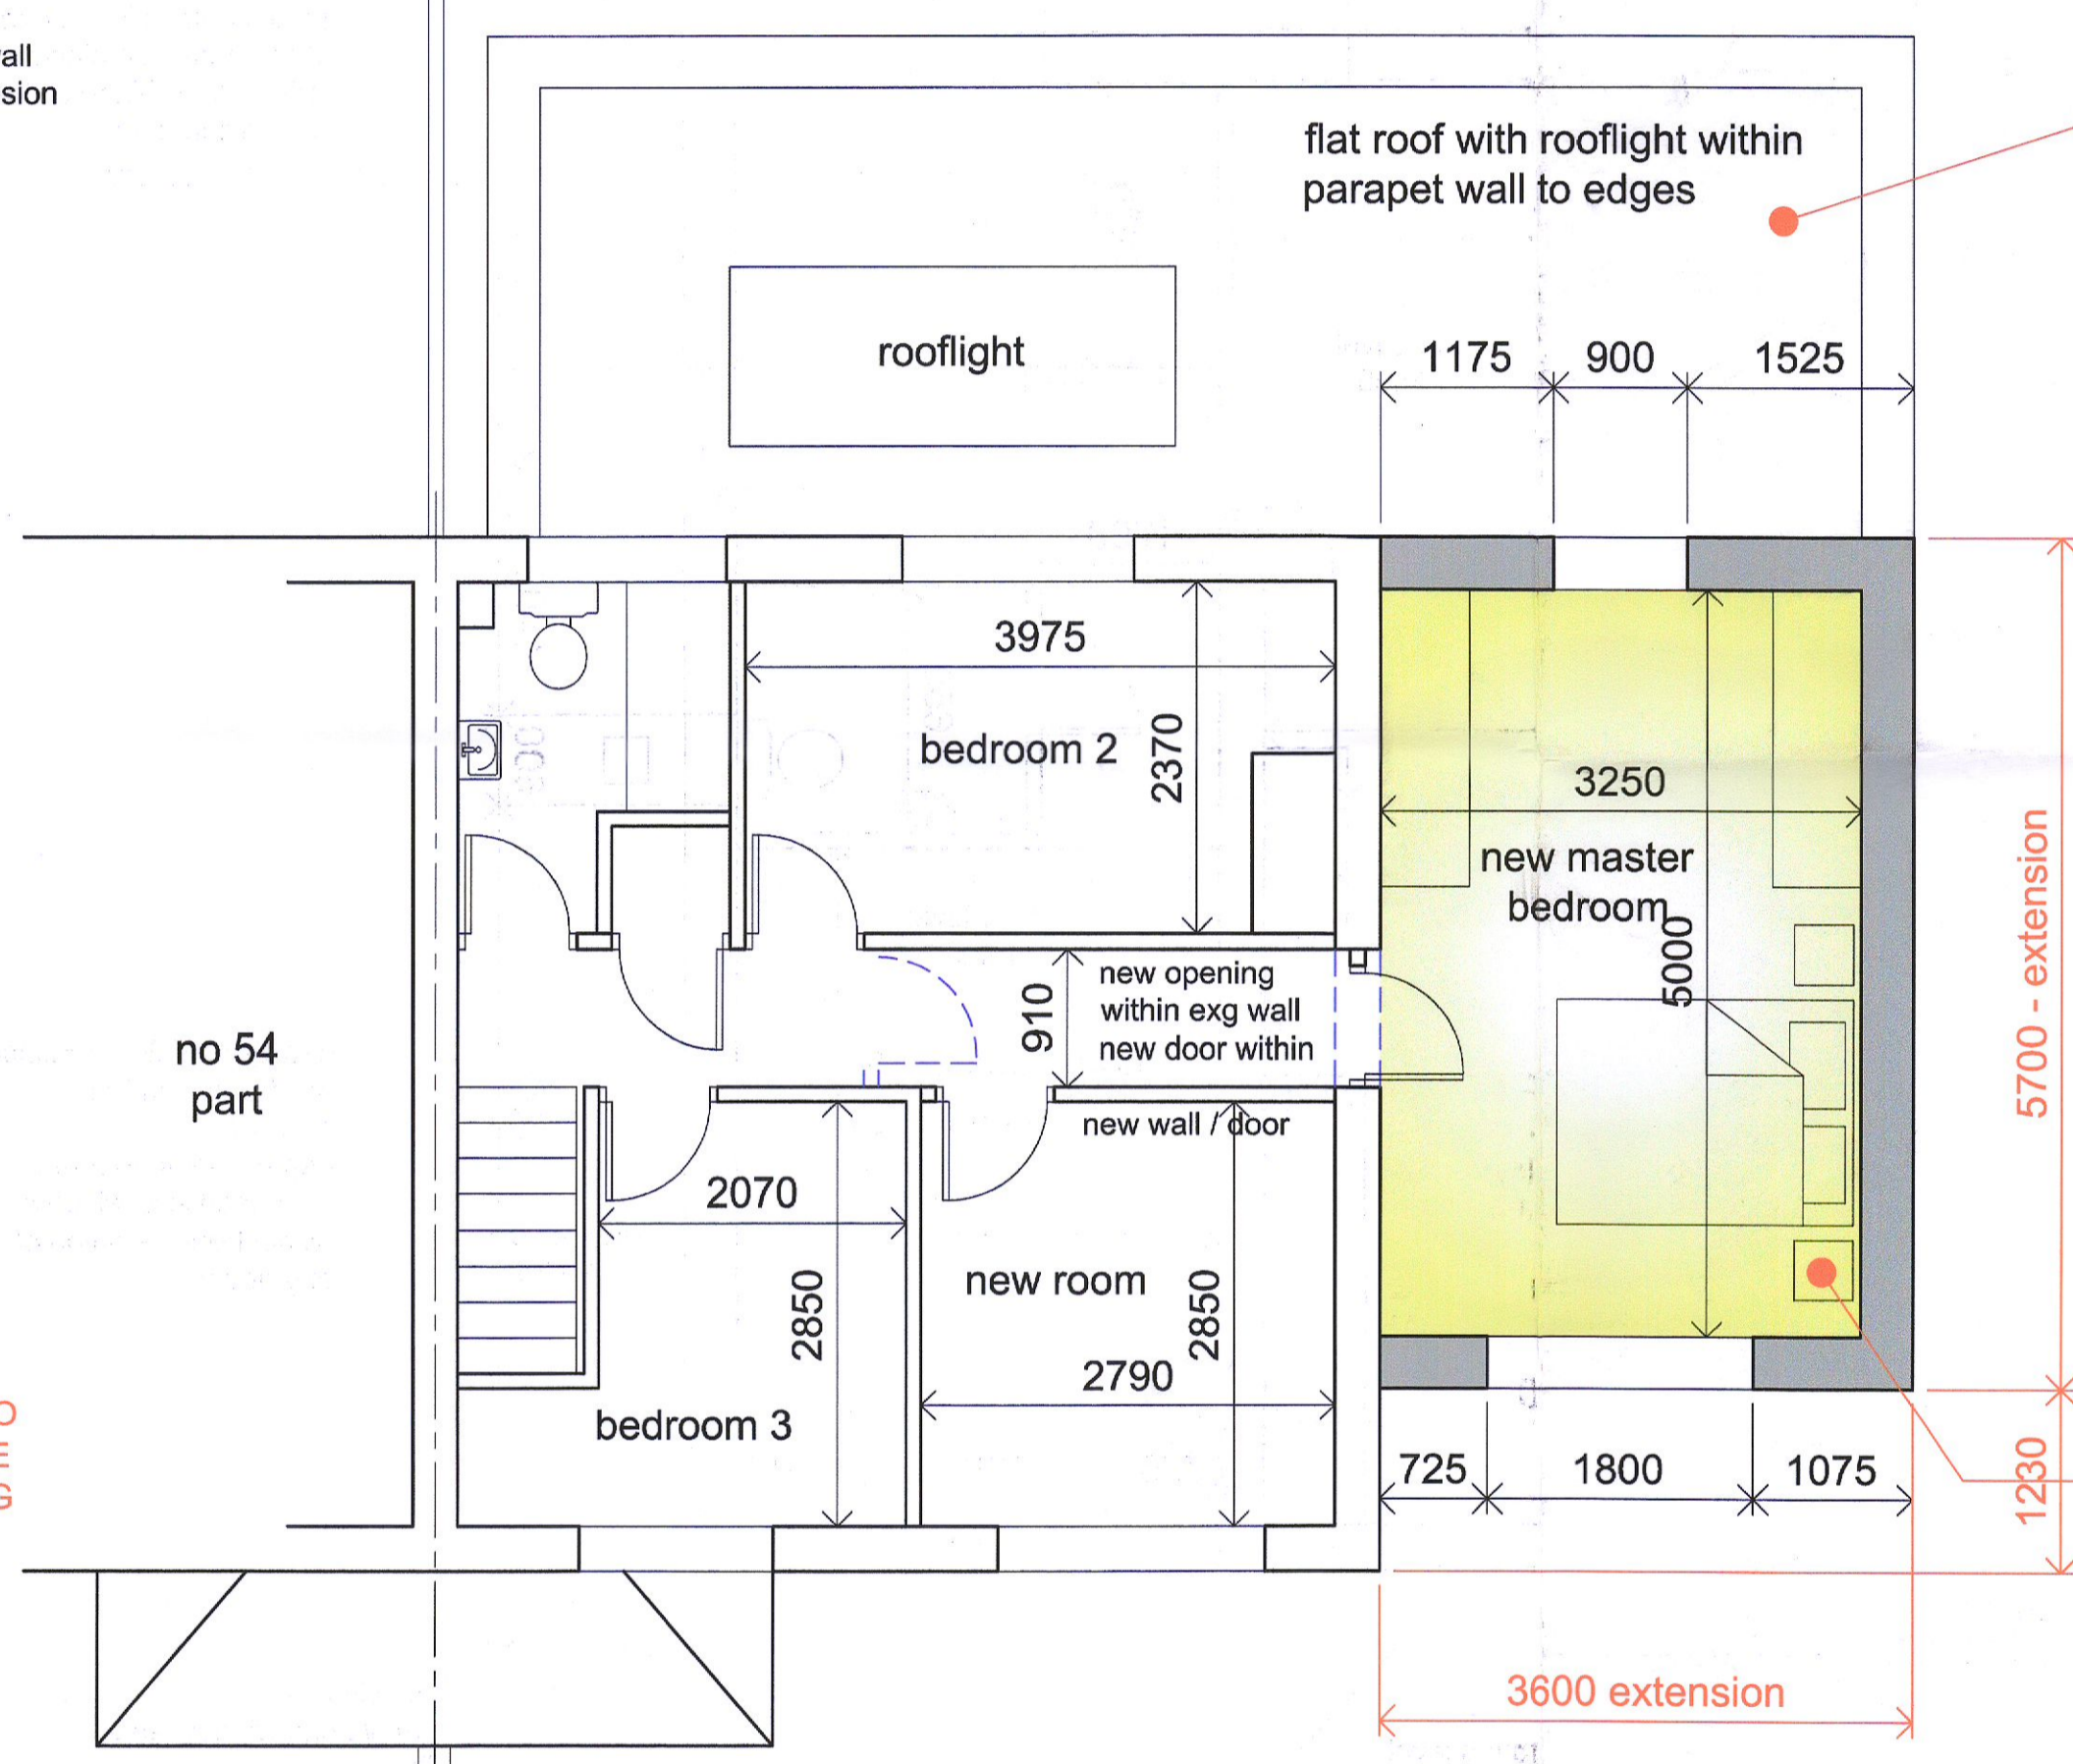 all
sion
flat roof with rooflight within
parapet wall to edges
rooflight
1175 900 1525
3975
bedroom 2
2370
3250
new master
bedroom
5000
5700 - extension
new opening
within exg wall
new door within
910
no 54
part
new wall / door
2070
2850
new room
2850
2790
bedroom 3
725 1800 1075
1230
3600 extension